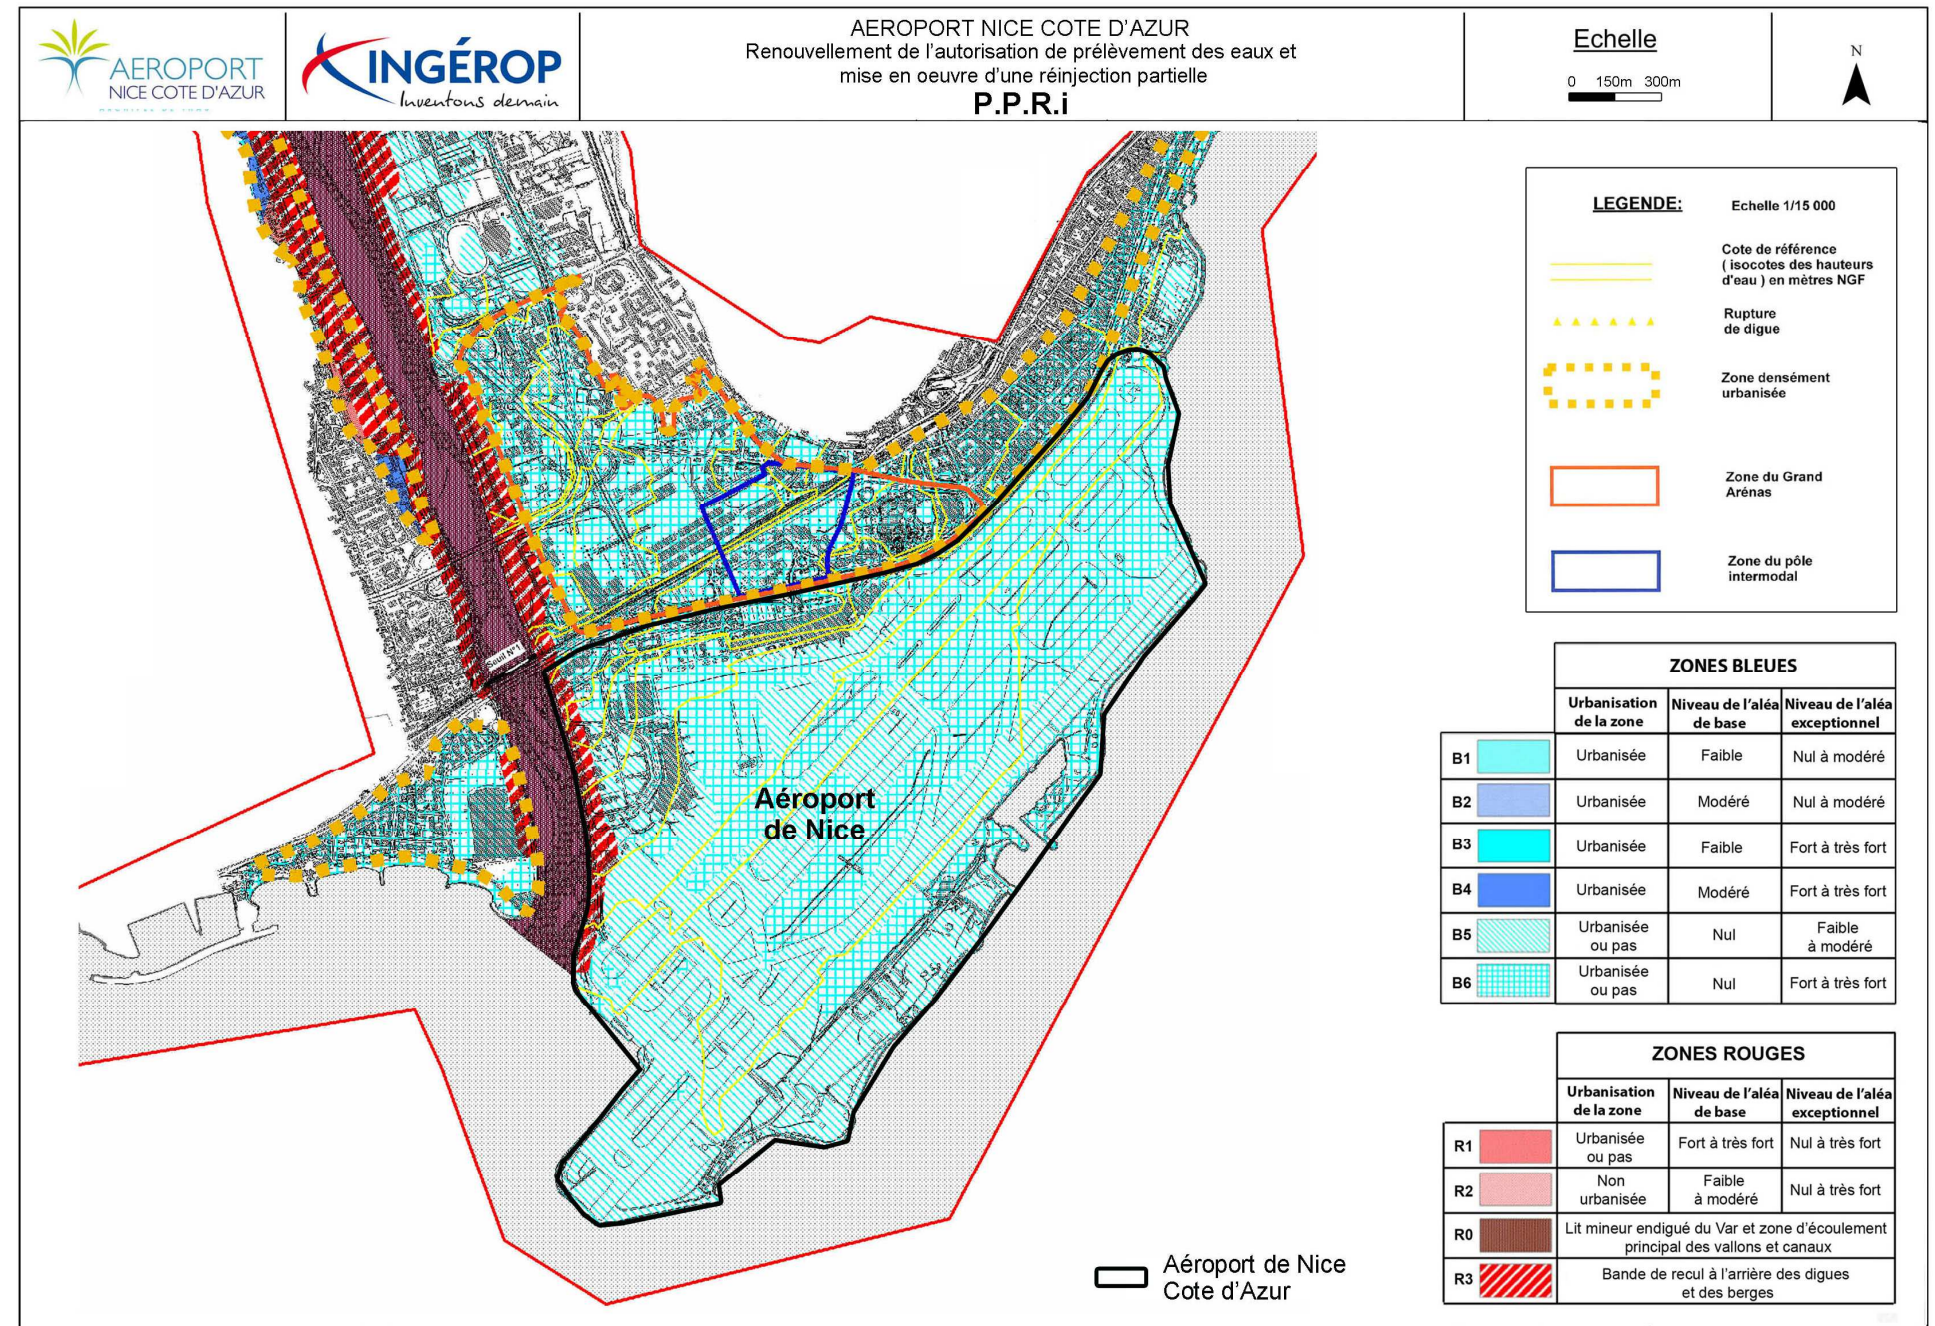 AEROPORT
NICE COTE D'AZUR
INGÉROP
Inventons demain
AEROPORT NICE COTE D'AZUR
Renouvellement de l'autorisation de prélèvement des eaux et
mise en oeuvre d'une réinjection partielle
P.P.R.i
Echelle
0 150m 300m
N
LEGENDE:
Echelle 1/15 000
Cote de référence
( isocotes des hauteurs
d'eau ) en mètres NGF
Rupture
de digue
Zone densément
urbanisée
Zone du Grand
Arénas
Zone du pôle
intermodal
Seuil N°1
Aéroport
de Nice
ZONES BLEUES
Urbanisation
de la zone
Niveau de l'aléa
de base
Niveau de l'aléa
exceptionnel
B1 Urbanisée Faible Nul à modéré
B2 Urbanisée Modéré Nul à modéré
B3 Urbanisée Faible Fort à très fort
B4 Urbanisée Modéré Fort à très fort
B5 Urbanisée
ou pas
Nul
Faible
à modéré
B6 Urbanisée
ou pas
Nul
Fort à très fort
ZONES ROUGES
Urbanisation
de la zone
Niveau de l'aléa
de base
Niveau de l'aléa
exceptionnel
R1 Urbanisée
ou pas
Fort à très fort
Nul à très fort
R2 Non
urbanisée
Faible
à modéré
Nul à très fort
R0 Lit mineur endigué du Var et zone d'écoulement
principal des vallons et canaux
R3 Bande de recul à l'arrière des digues
et des berges
Aéroport de Nice
Cote d'Azur